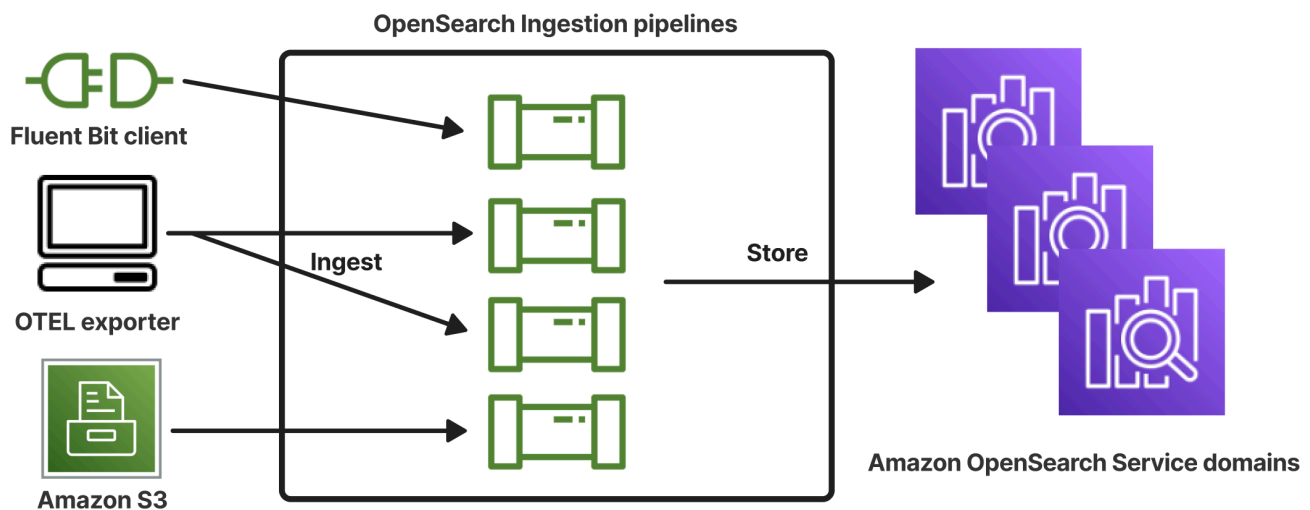 OpenSearch Ingestion pipelines
Fluent Bit client
OTEL exporter
Ingest
Store
Amazon S3
Amazon OpenSearch Service domains